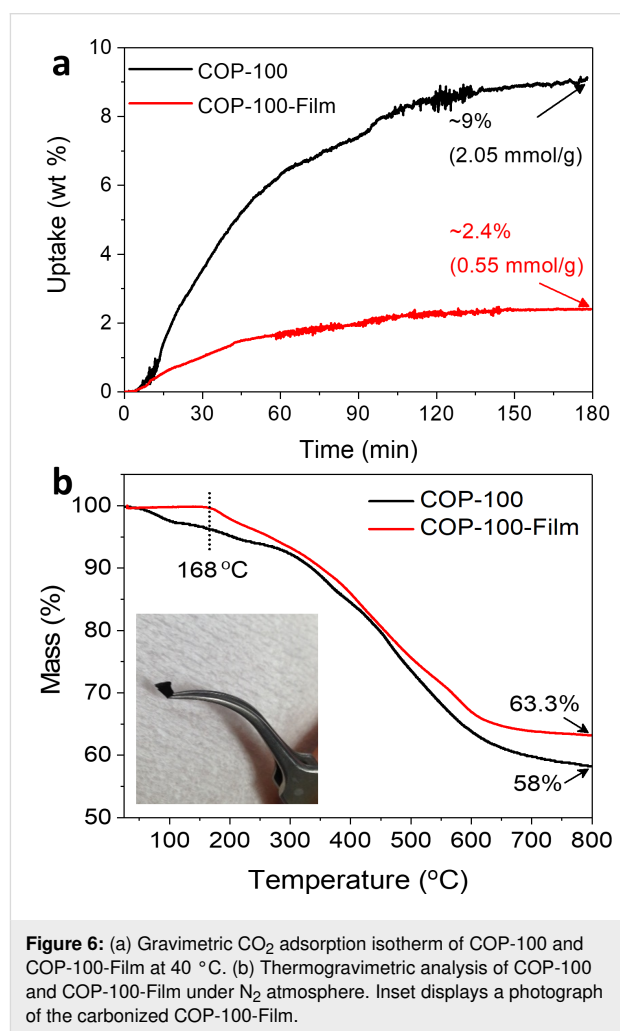 a
COP-100
COP-100-Film
~9%
(2.05 mmol/g)
~2.4%
(0.55 mmol/g)
10
8
6
4
2
0
Uptake (wt %)
0 30 60 90 120 150 180
Time (min)
b
COP-100
COP-100-Film
168 °C
63.3%
58%
100
90
80
70
60
50
Mass (%)
100 200 300 400 500 600 700 800
Temperature (°C)
Figure 6: (a) Gravimetric CO₂ adsorption isotherm of COP-100 and
COP-100-Film at 40 °C. (b) Thermogravimetric analysis of COP-100
and COP-100-Film under N₂ atmosphere. Inset displays a photograph
of the carbonized COP-100-Film.